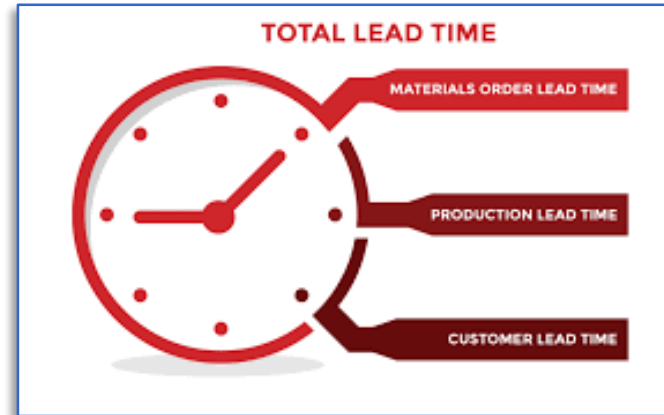 TOTAL LEAD TIME
MATERIALS ORDER LEAD TIME
PRODUCTION LEAD TIME
CUSTOMER LEAD TIME